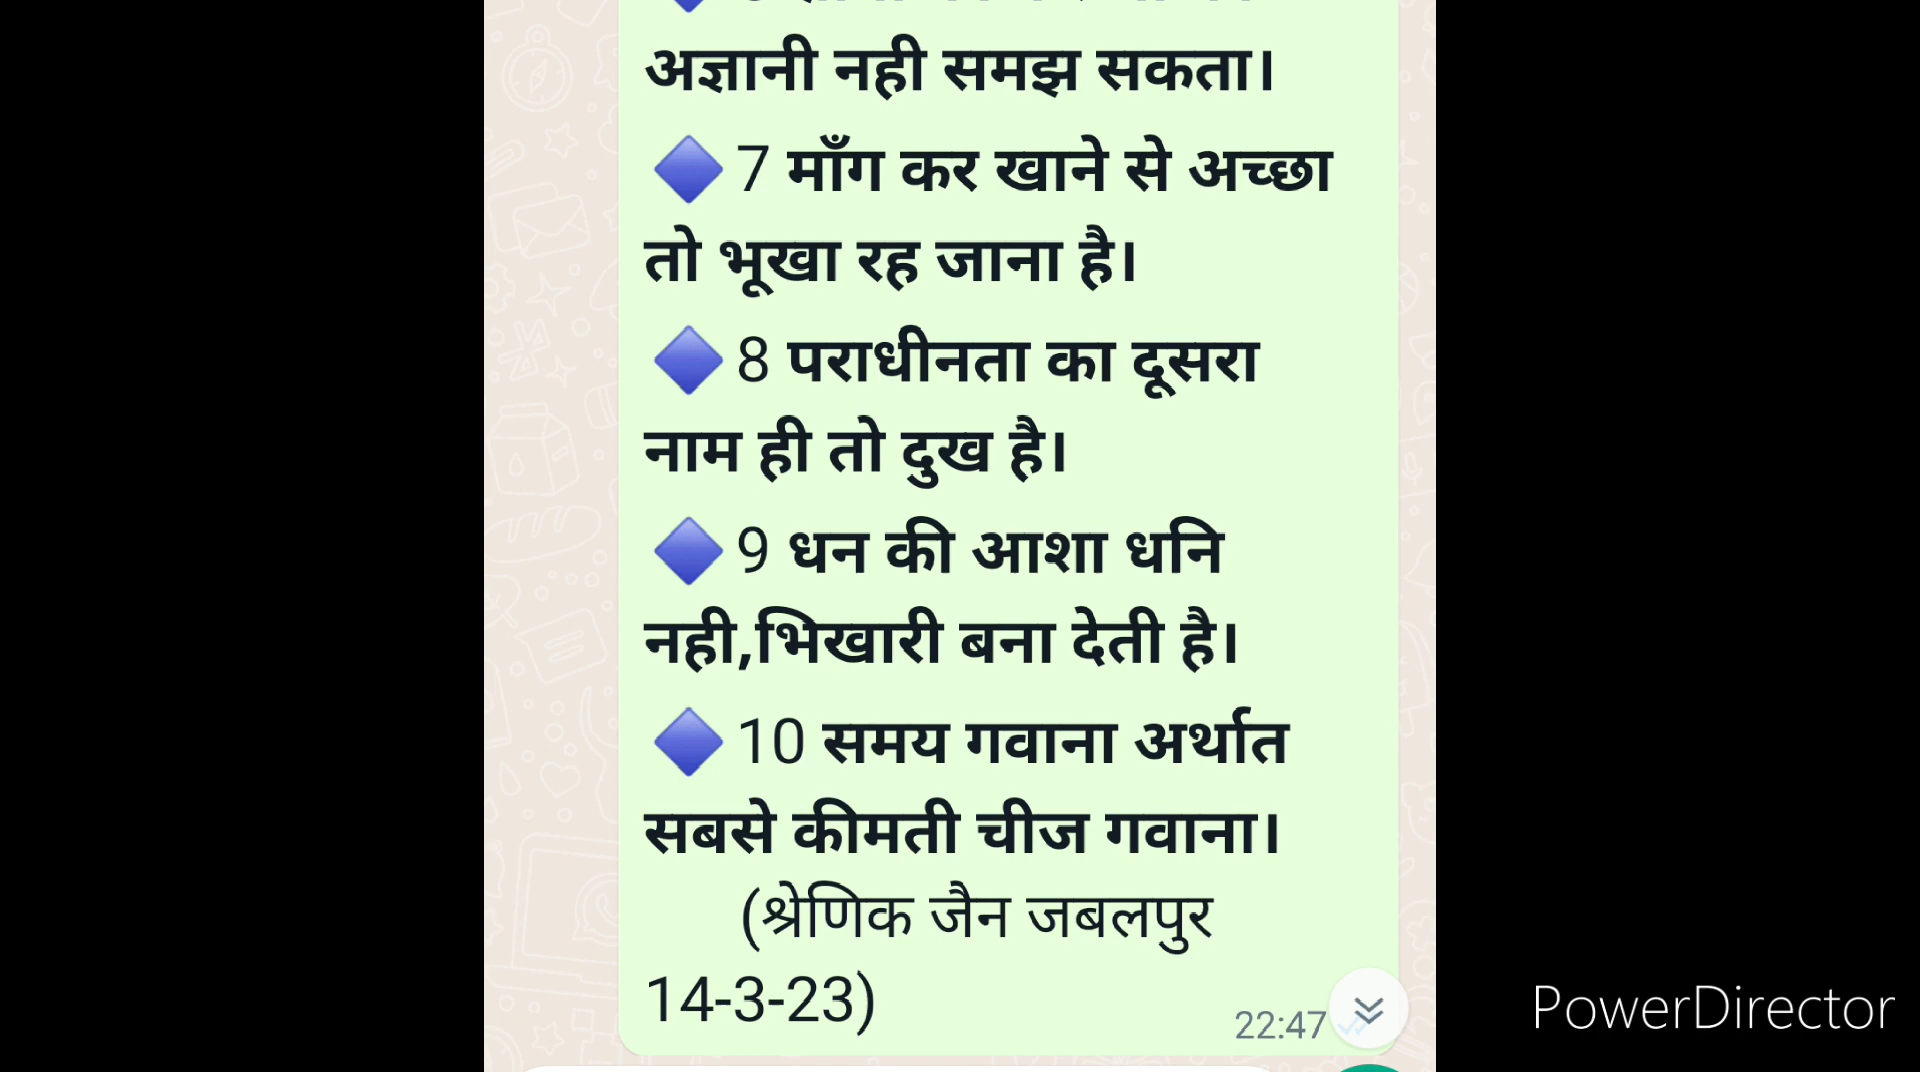 अज्ञानी नही समझ सकता।
7 माँग कर खाने से अच्छा
तो भूखा रह जाना है।
8 पराधीनता का दूसरा
नाम ही तो दुख है।
9 धन की आशा धनि
नही,भिखारी बना देती है।
10 समय गवाना अर्थात
सबसे कीमती चीज गवाना।
(श्रेणिक जैन जबलपुर
14-3-23)
22:47
PowerDirector